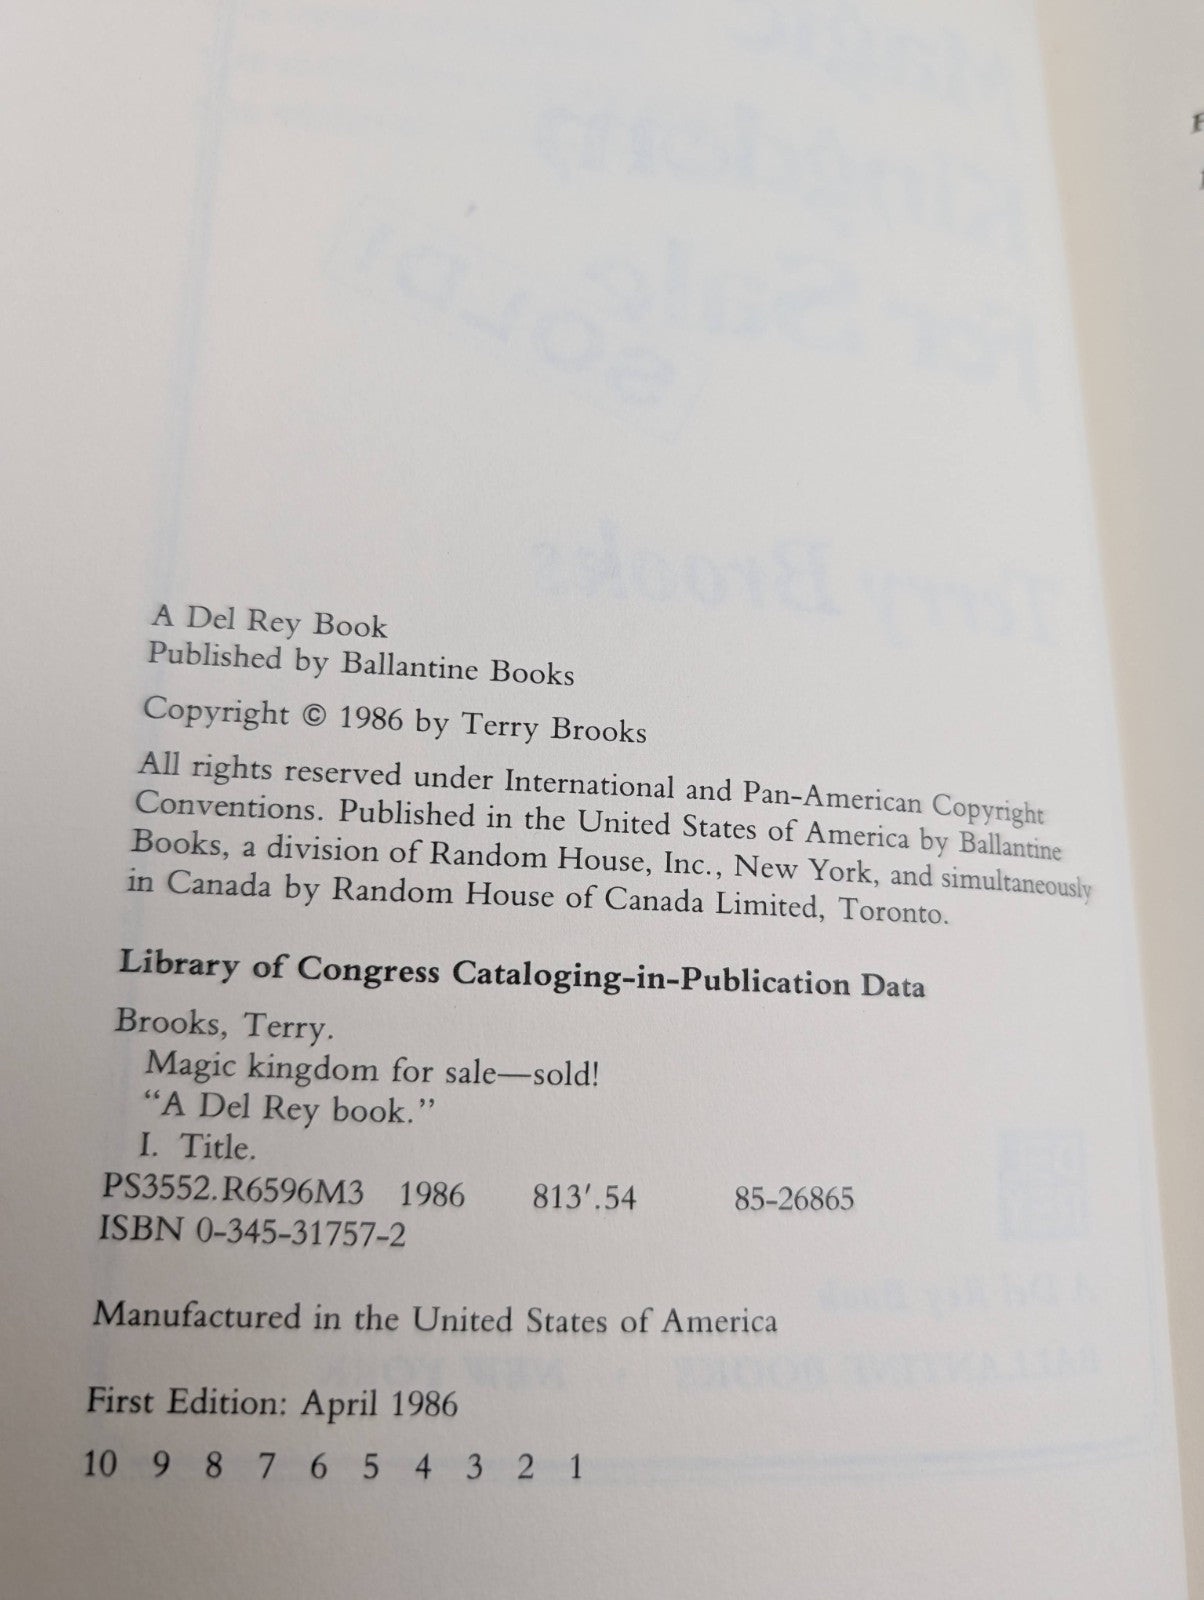 A Del Rey Book
Published by Ballantine Books
Copyright © 1986 by Terry Brooks
All rights reserved under International and Pan-American Copyright
Conventions. Published in the United States of America by Ballantine
Books, a division of Random House, Inc., New York, and simultaneously
in Canada by Random House of Canada Limited, Toronto.
Library of Congress Cataloging-in-Publication Data
Brooks, Terry.
Magic kingdom for sale—sold!
“A Del Rey book.”
I. Title.
PS3552.R6596M3 1986 813′.54 85-26865
ISBN 0-345-31757-2
Manufactured in the United States of America
First Edition: April 1986
10 9 8 7 6 5 4 3 2 1